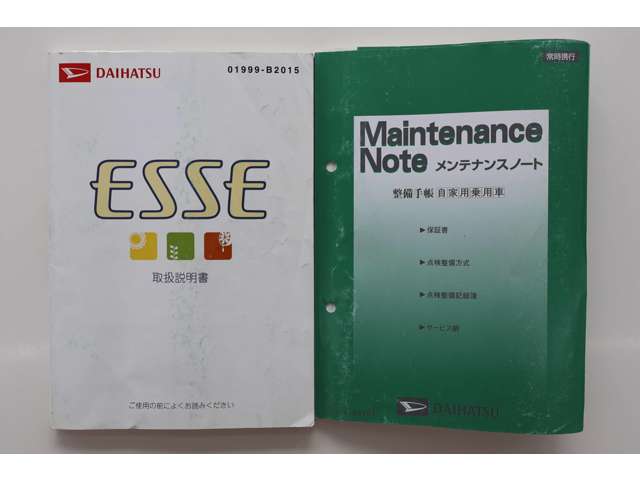 DAIHATSU
01999-B2015
ESSE
取扱説明書
ご使用の前によくお読みください
常時携行
Maintenance
Note メンテナンスノート
整備手帳 自家用乗用車
▶保証書
▶点検整備方式
▶点検整備記録簿
▶サービス網
DAIHATSU